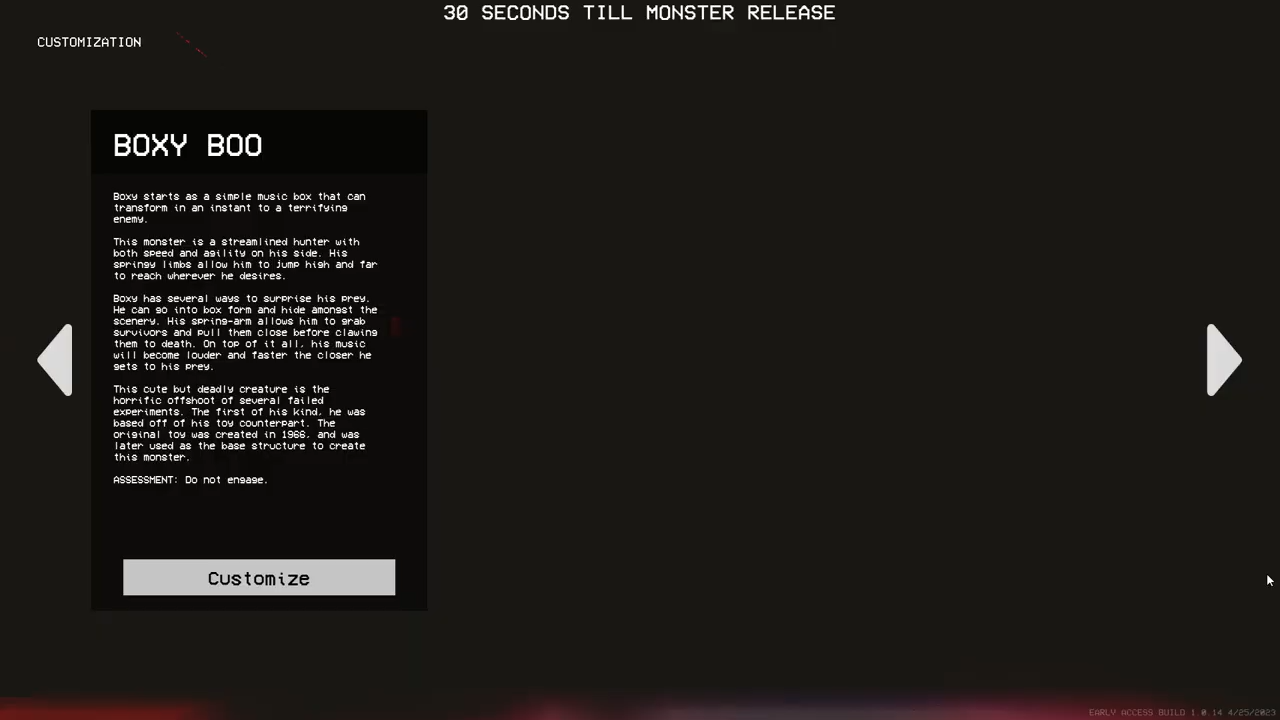 30 SECONDS TILL MONSTER RELEASE
CUSTOMIZATION
BOXY BOO
Boxy starts as a simple music box that can
transform in an instant to a terrifying
enemy.
This monster is a streamlined hunter with
both speed and agility on his side. His
springy limbs allow him to jump high and far
to reach wherever he desires.
Boxy has several ways to surprise his prey.
He can go into box form and hide amongst the
scenery. His spring-arm allows him to grab
survivors and pull them close before clawing
them to death. On top of it all, his music
will become louder and faster the closer he
gets to his prey.
This cute but deadly creature is the
horrific offshoot of several failed
experiments. The first of his kind, he was
based off of his toy counterpart. The
original toy was created in 1966, and was
later used as the base structure to create
this monster.
ASSESSMENT: Do not engage.
Customize
EARLY ACCESS BUILD 1.0.14 4/25/2023